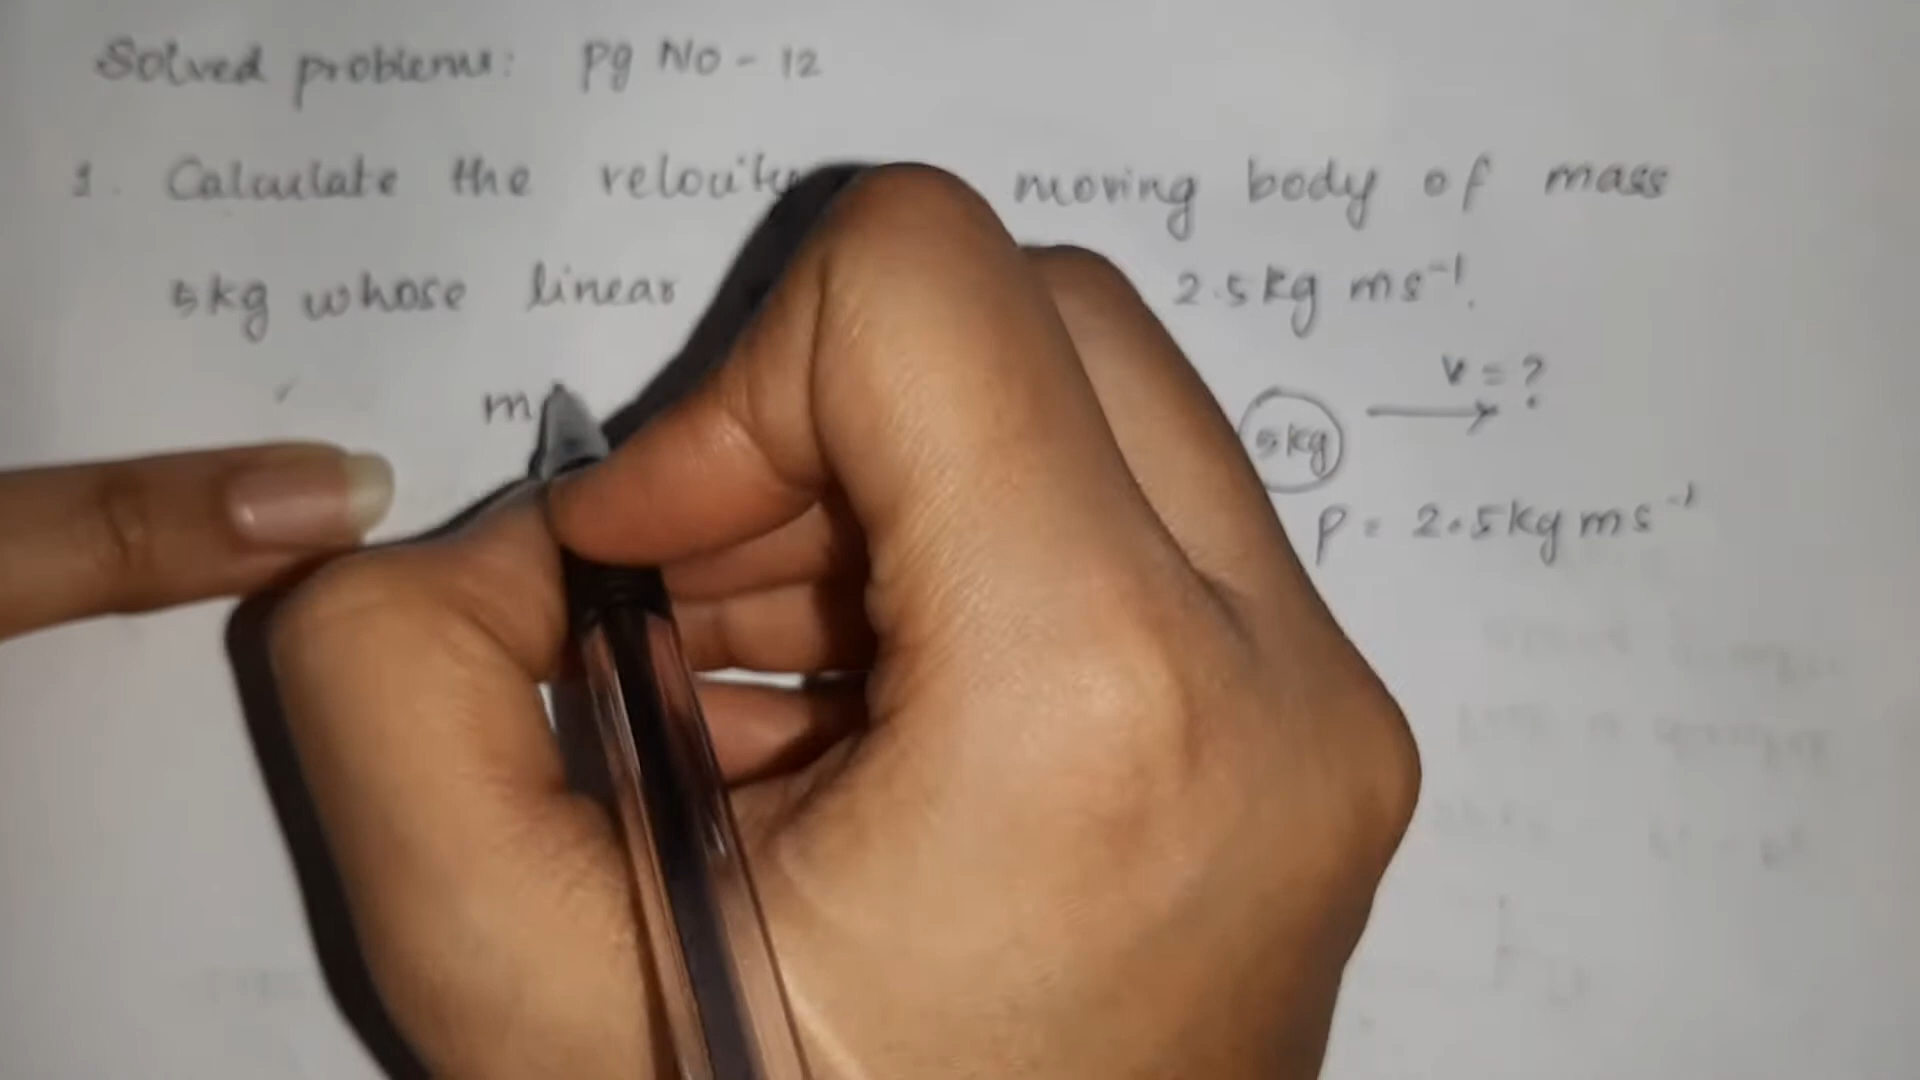 Solved problems: pg No - 12
1. Calculate the velocity moving body of mass
5kg whose linear 2.5kg ms⁻¹.
m
5kg
v = ?
p = 2.5kg ms⁻¹